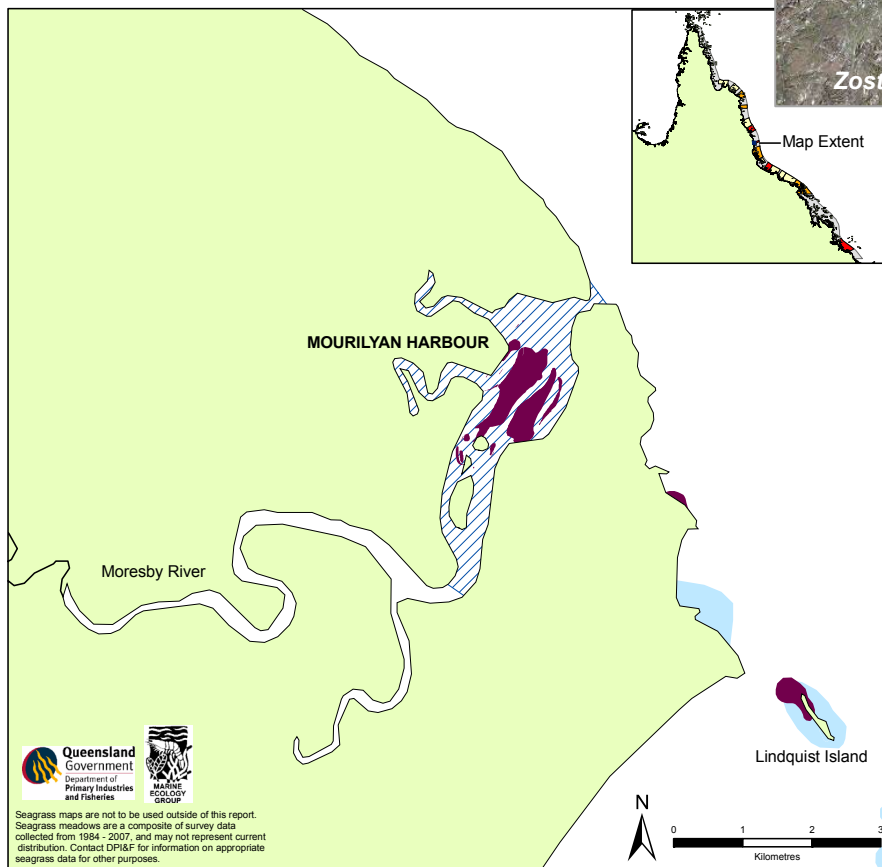 Zost
Map Extent
MOURILYAN HARBOUR
Moresby River
Lindquist Island
Queensland
Government
Department of
Primary Industries
and Fisheries
MARINE
ECOLOGY
GROUP
Seagrass maps are not to be used outside of this report.
Seagrass meadows are a composite of survey data
collected from 1984 - 2007, and may not represent current
distribution. Contact DPI&F for information on appropriate
seagrass data for other purposes.
N
0 1 2 3
Kilometres